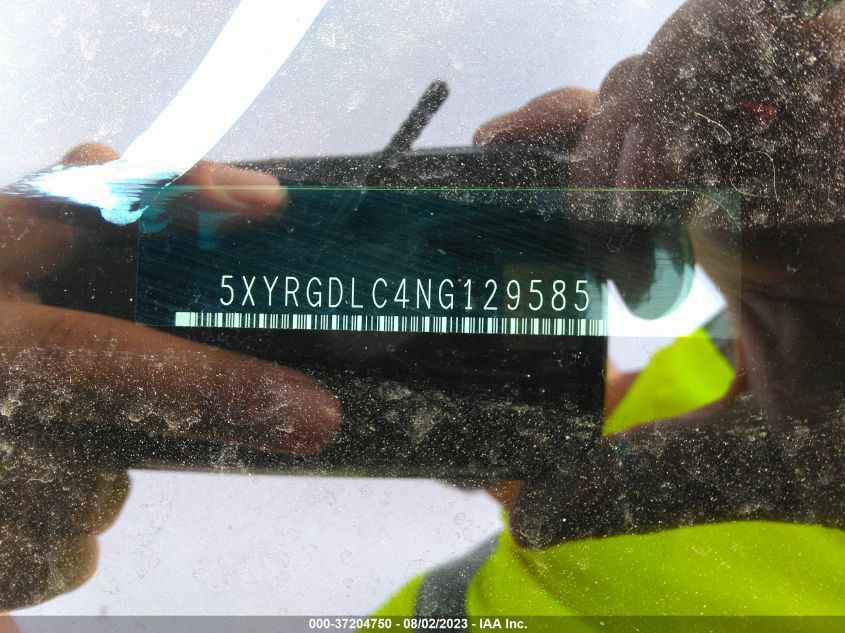 5XYRGDLC4NG129585
000-37204750 - 08/02/2023 - IAA Inc.